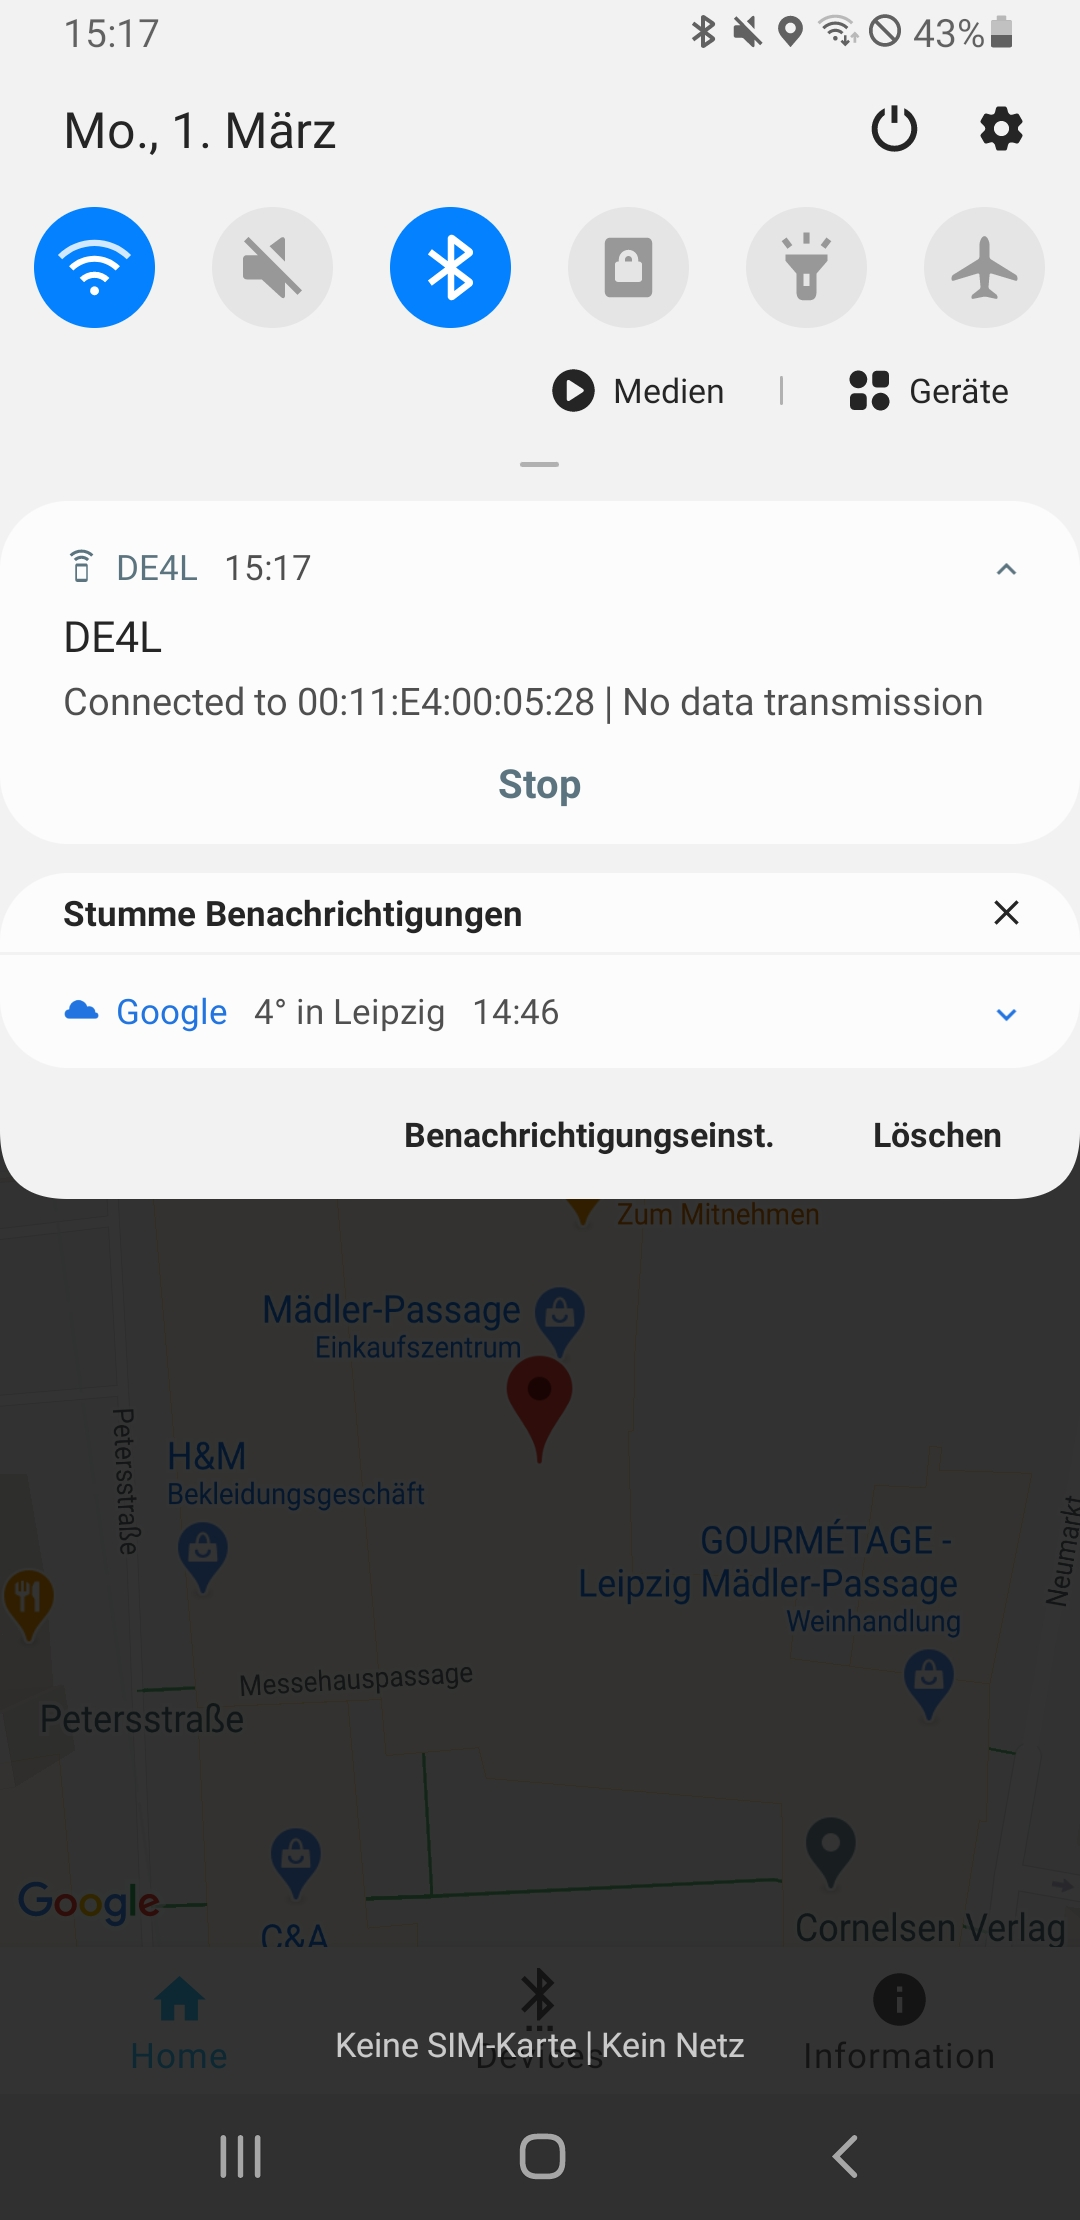 15:17 43%
Mo., 1. März
Medien | Geräte
DE4L 15:17
DE4L
Connected to 00:11:E4:00:05:28 | No data transmission
Stop
Stumme Benachrichtigungen
Google 4° in Leipzig 14:46
Benachrichtigungseinst. Löschen
Zum Mitnehmen
Mädler-Passage
Einkaufszentrum
Petersstraße
H&M
Bekleidungsgeschäft
GOURMÉTAGE -
Leipzig Mädler-Passage
Weinhandlung
Neumarkt
Messehauspassage
Petersstraße
Google
C&A
Cornelsen Verlag
Keine SIM-Karte | Kein Netz
Home Devices Information